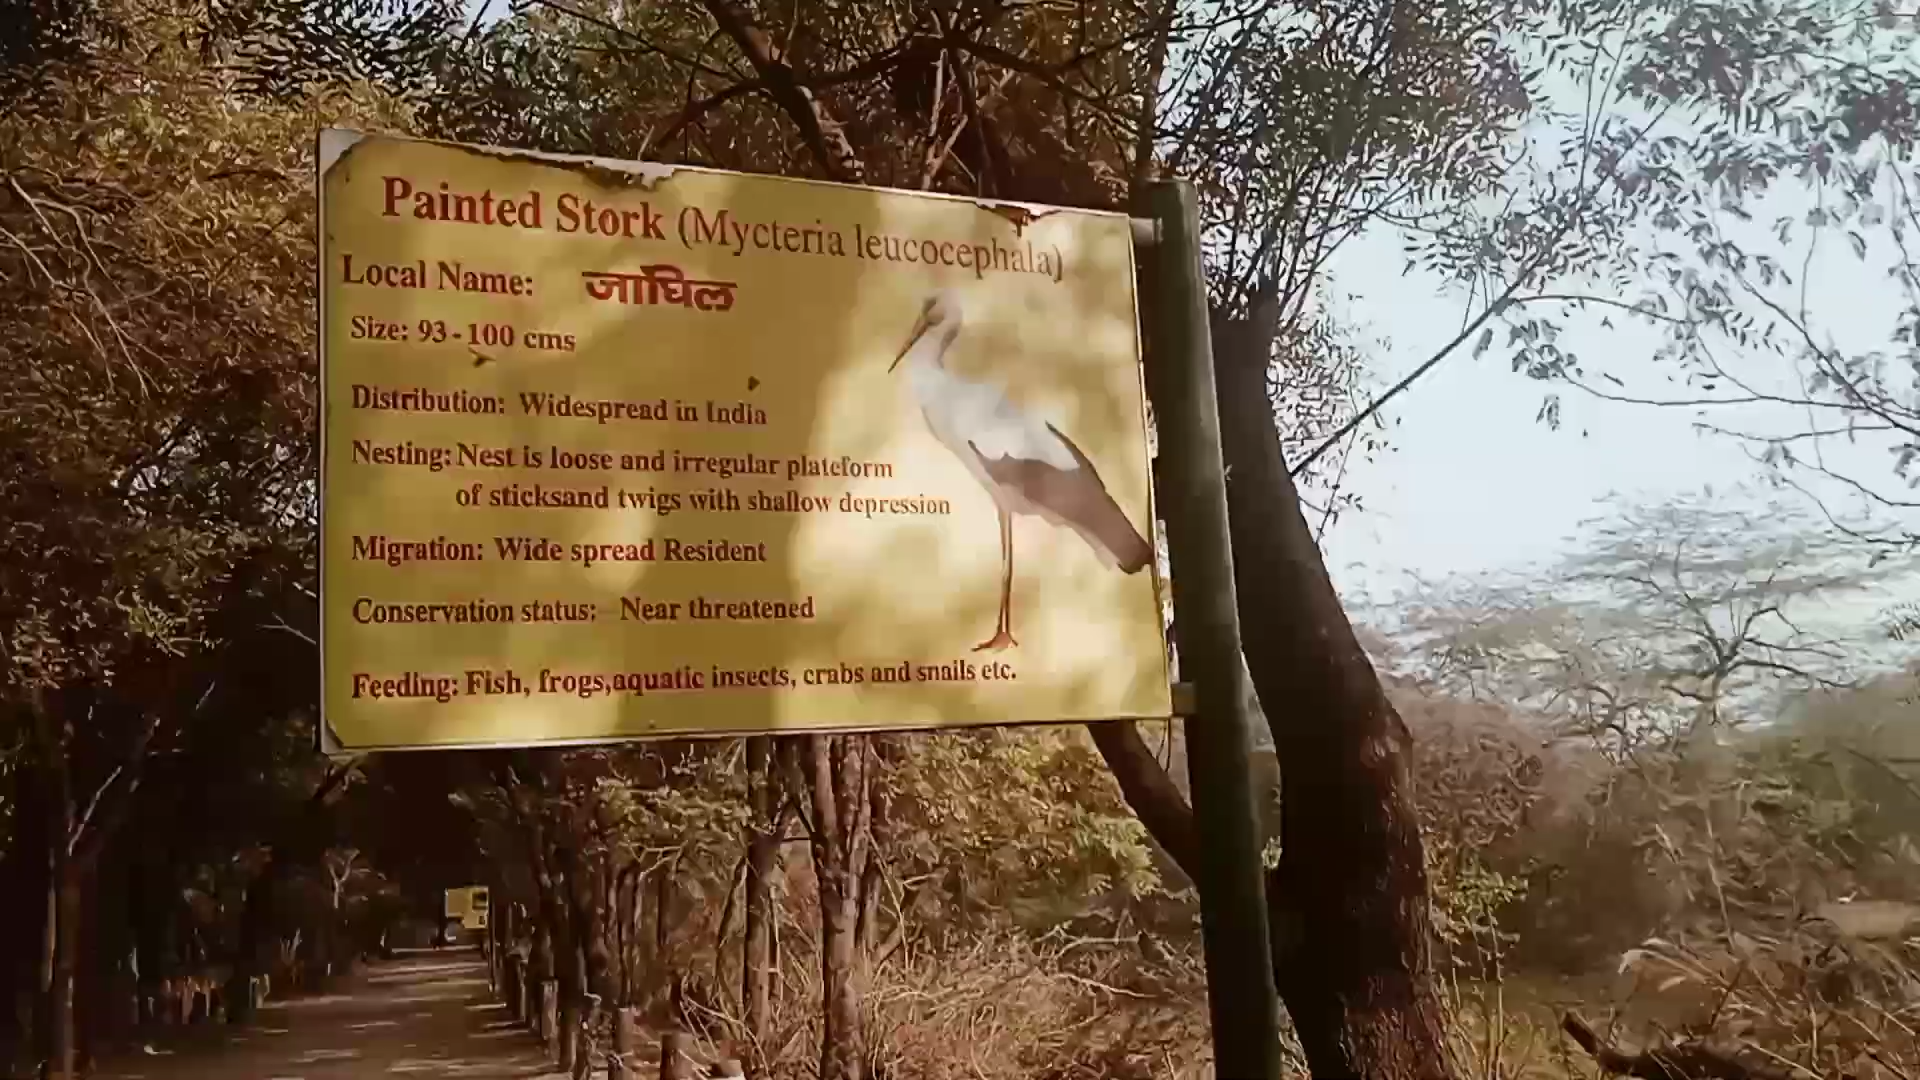 Painted Stork (Mycteria leucocephala)
Local Name: जांघिल
Size: 93-100 cms
Distribution: Widespread in India
Nesting: Nest is loose and irregular plateform
of sticksand twigs with shallow depression
Migration: Wide spread Resident
Conservation status: Near threatened
Feeding: Fish, frogs,aquatic insects, crabs and snails etc.